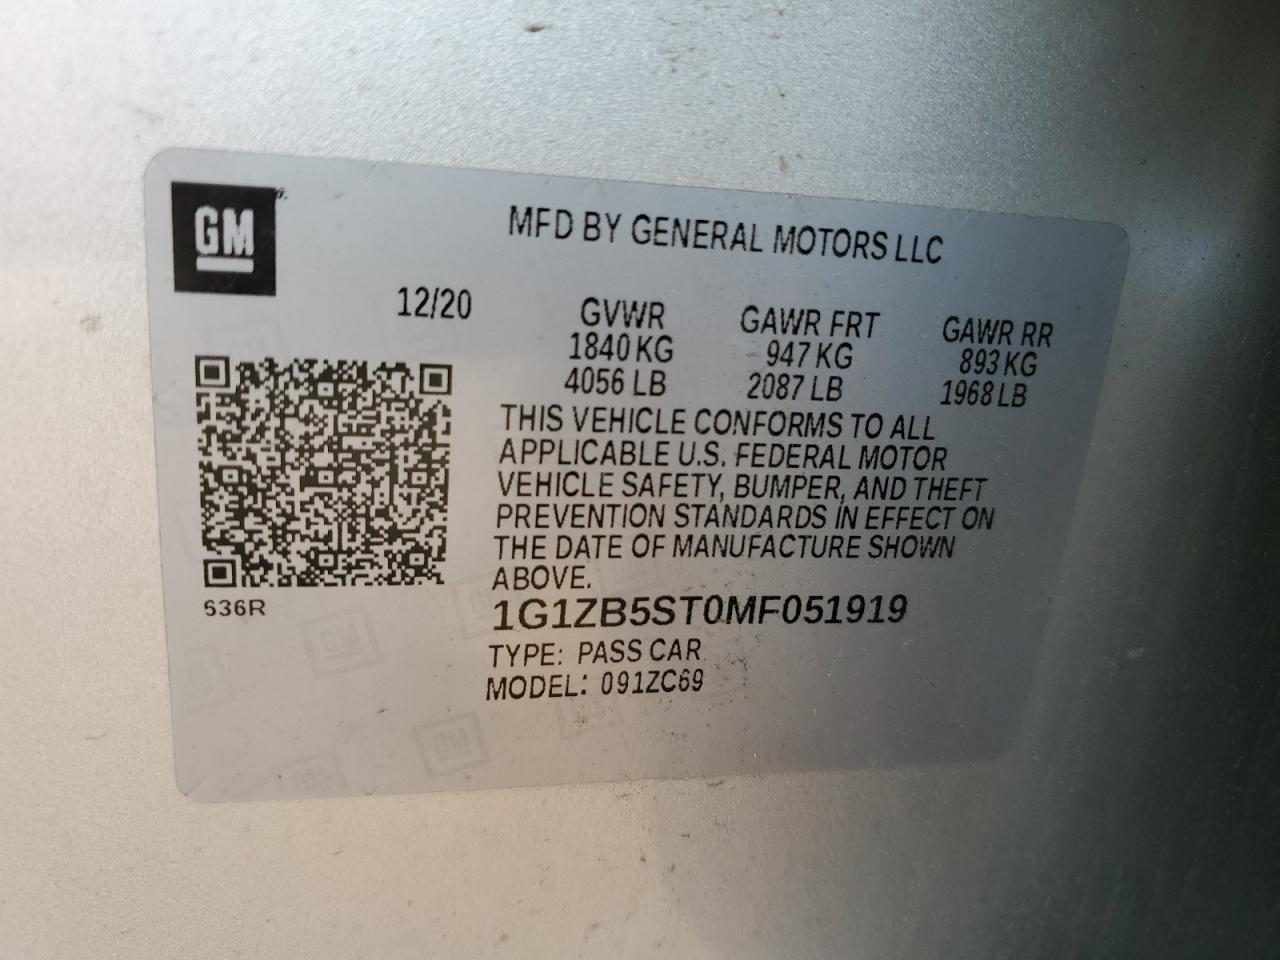 GM
MFD BY GENERAL MOTORS LLC
12/20
GVWR GAWR FRT GAWR RR
1840 KG 947 KG 893 KG
4056 LB 2087 LB 1968 LB
THIS VEHICLE CONFORMS TO ALL
APPLICABLE U.S. FEDERAL MOTOR
VEHICLE SAFETY, BUMPER, AND THEFT
PREVENTION STANDARDS IN EFFECT ON
THE DATE OF MANUFACTURE SHOWN
ABOVE.
636R
1G1ZB5ST0MF051919
TYPE: PASS CAR
MODEL: 091ZC69